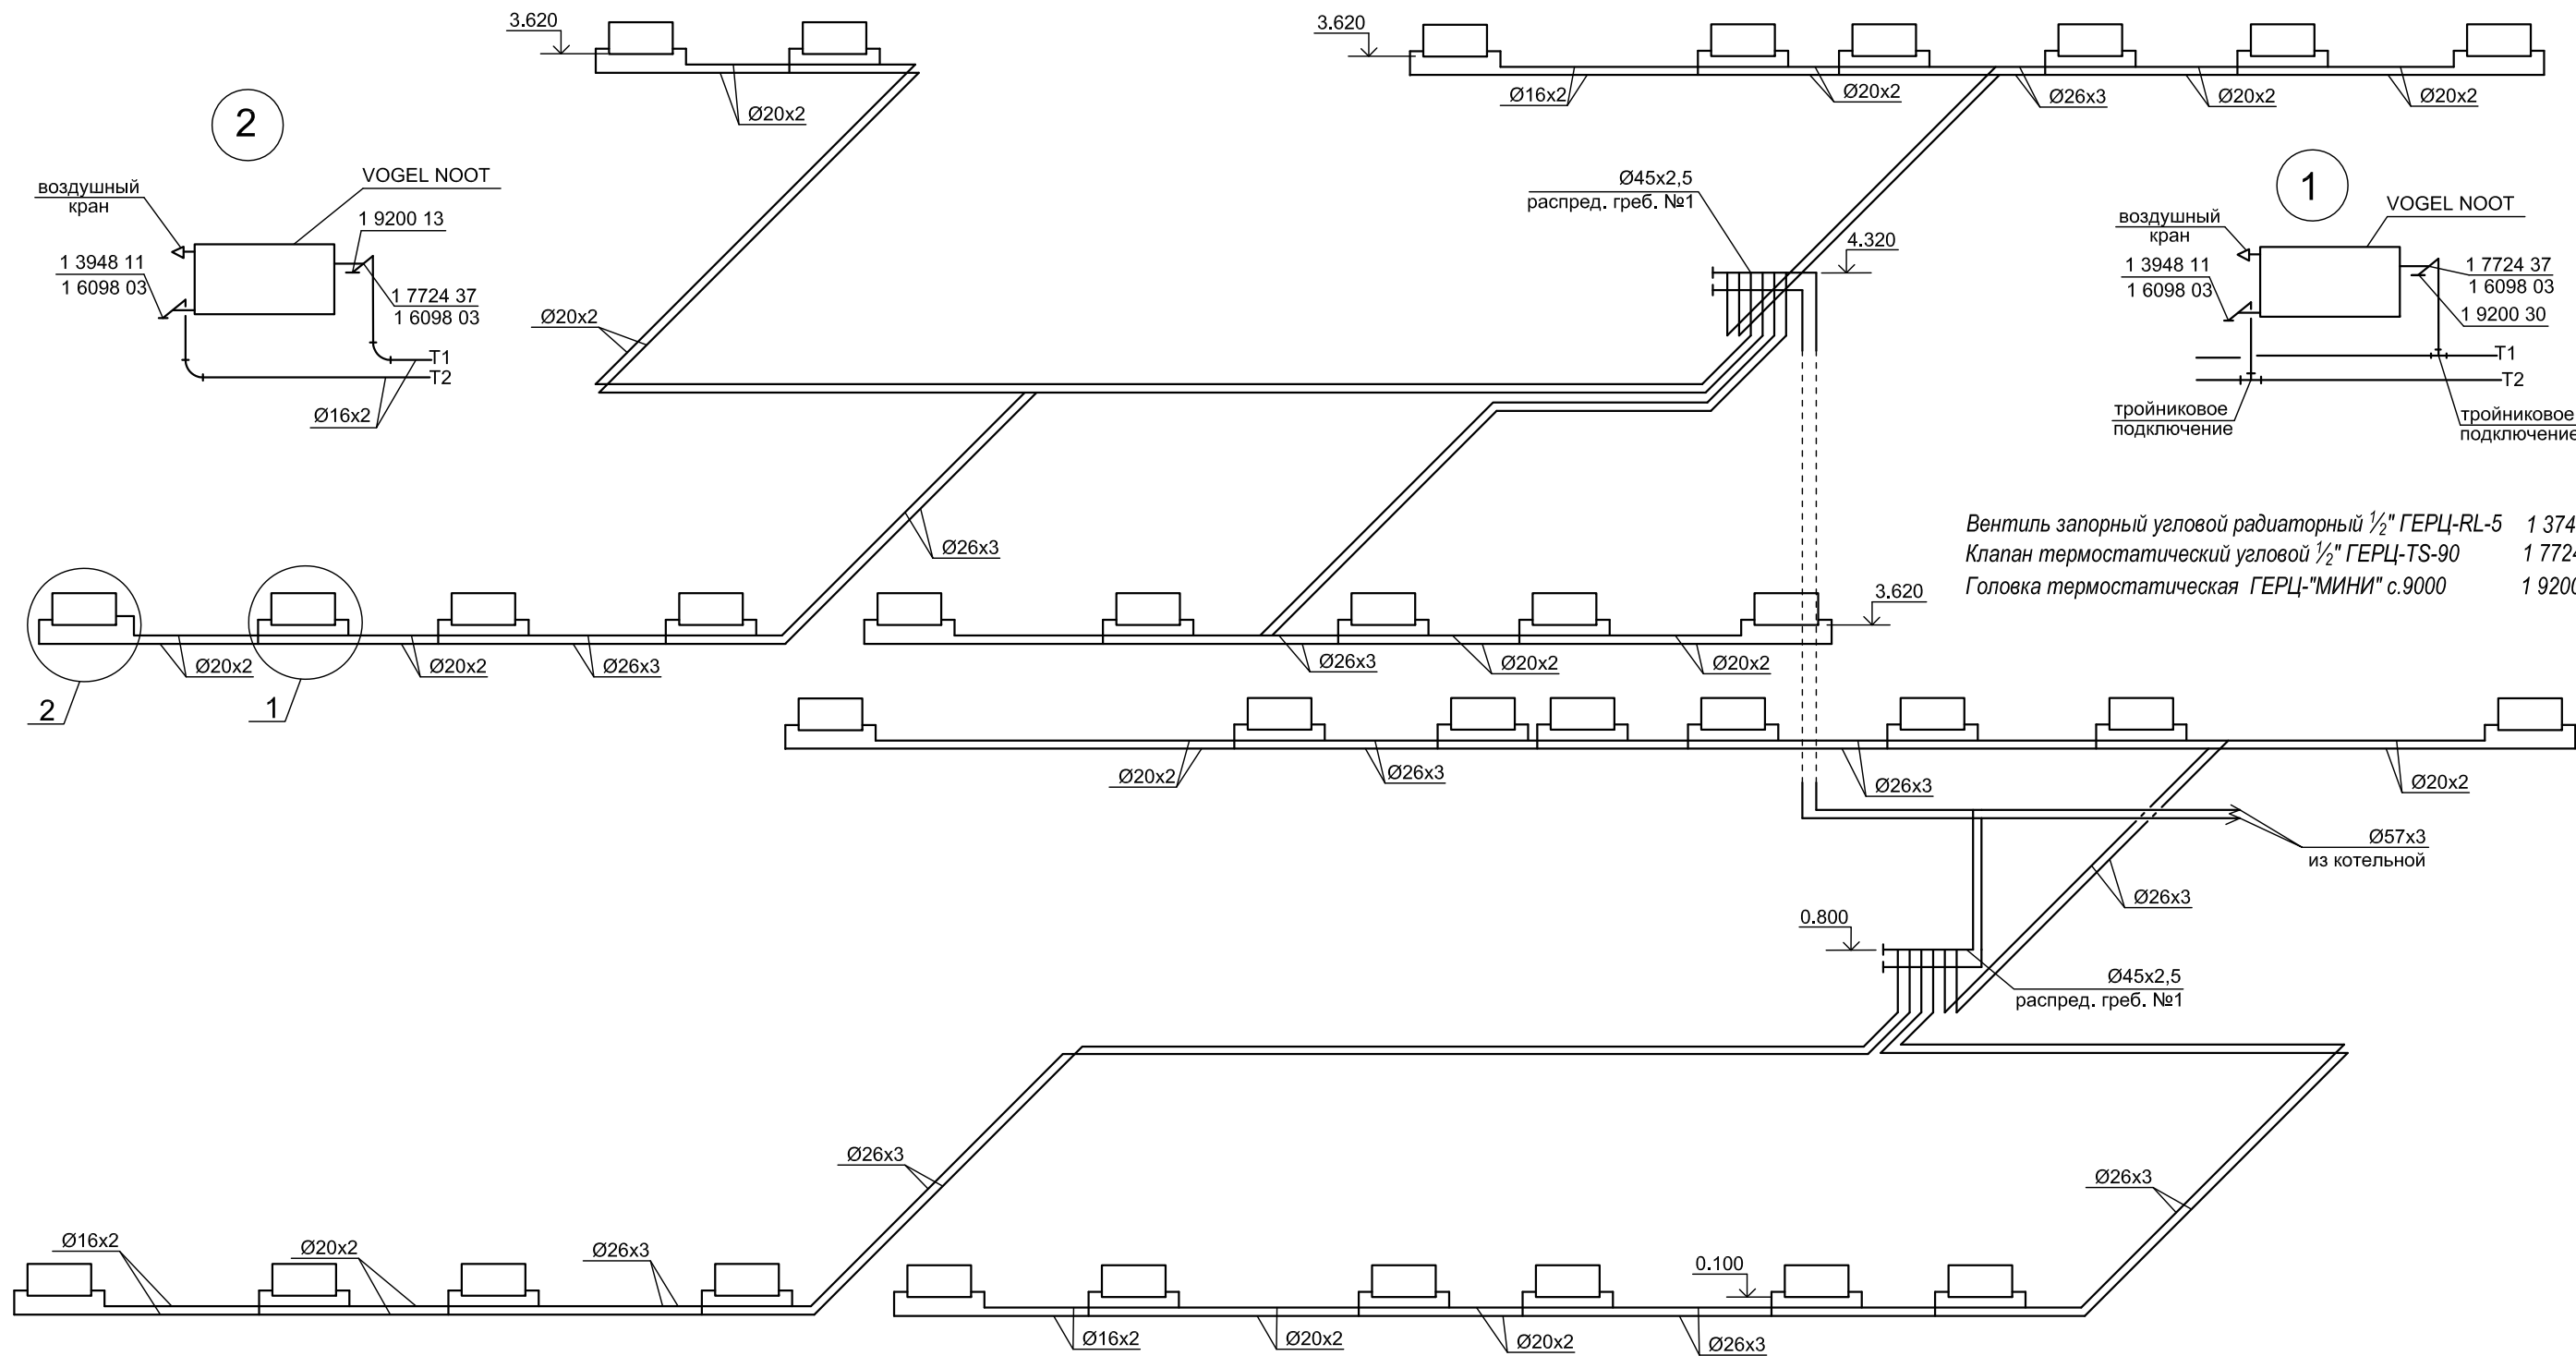 3.620
3.620
Ø16x2
Ø20x2
Ø26x3
Ø20x2
Ø20x2
Ø20x2
2
воздушный
кран
VOGEL NOOT
1 9200 13
1 3948 11
1 6098 03
1 7724 37
1 6098 03
T1
T2
Ø16x2
Ø20x2
Ø45x2,5
распред. греб. №1
4.320
1
воздушный
кран
VOGEL NOOT
1 3948 11
1 6098 03
1 7724 37
1 6098 03
1 9200 30
T1
T2
тройниковое
подключение
тройниковое
подключение
Вентиль запорный угловой радиаторный ½" ГЕРЦ-RL-5 1 374
Клапан термостатический угловой ½" ГЕРЦ-TS-90 1 7724
Головка термостатическая ГЕРЦ-"МИНИ" с.9000 1 9200
Ø26x3
3.620
Ø20x2
Ø20x2
Ø26x3
Ø26x3
Ø20x2
Ø20x2
2
1
Ø20x2
Ø26x3
Ø26x3
Ø20x2
Ø57x3
из котельной
Ø26x3
0.800
Ø45x2,5
распред. греб. №1
Ø26x3
Ø26x3
Ø16x2
Ø20x2
Ø26x3
0.100
Ø16x2
Ø20x2
Ø20x2
Ø26x3